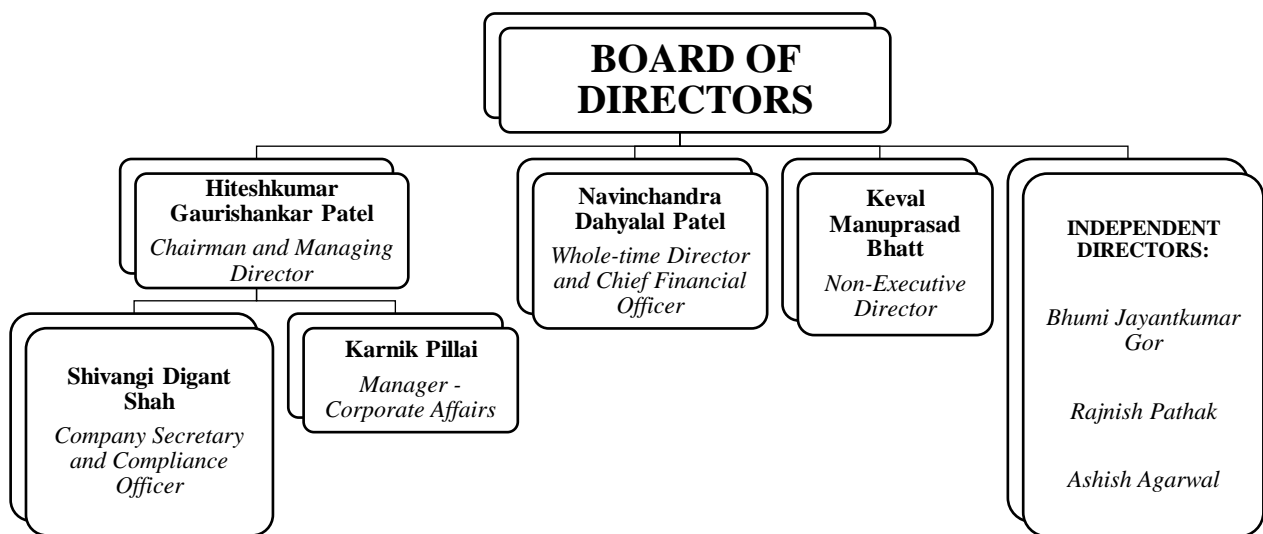 BOARD OF
DIRECTORS
Hiteshkumar
Gaurishankar Patel
Chairman and Managing
Director
Shivangi Digant
Shah
Company Secretary
and Compliance
Officer
Karnik Pillai
Manager -
Corporate Affairs
Navinchandra
Dahyalal Patel
Whole-time Director
and Chief Financial
Officer
Keval
Manuprasad
Bhatt
Non-Executive
Director
INDEPENDENT
DIRECTORS:
Bhumi Jayantkumar
Gor
Rajnish Pathak
Ashish Agarwal